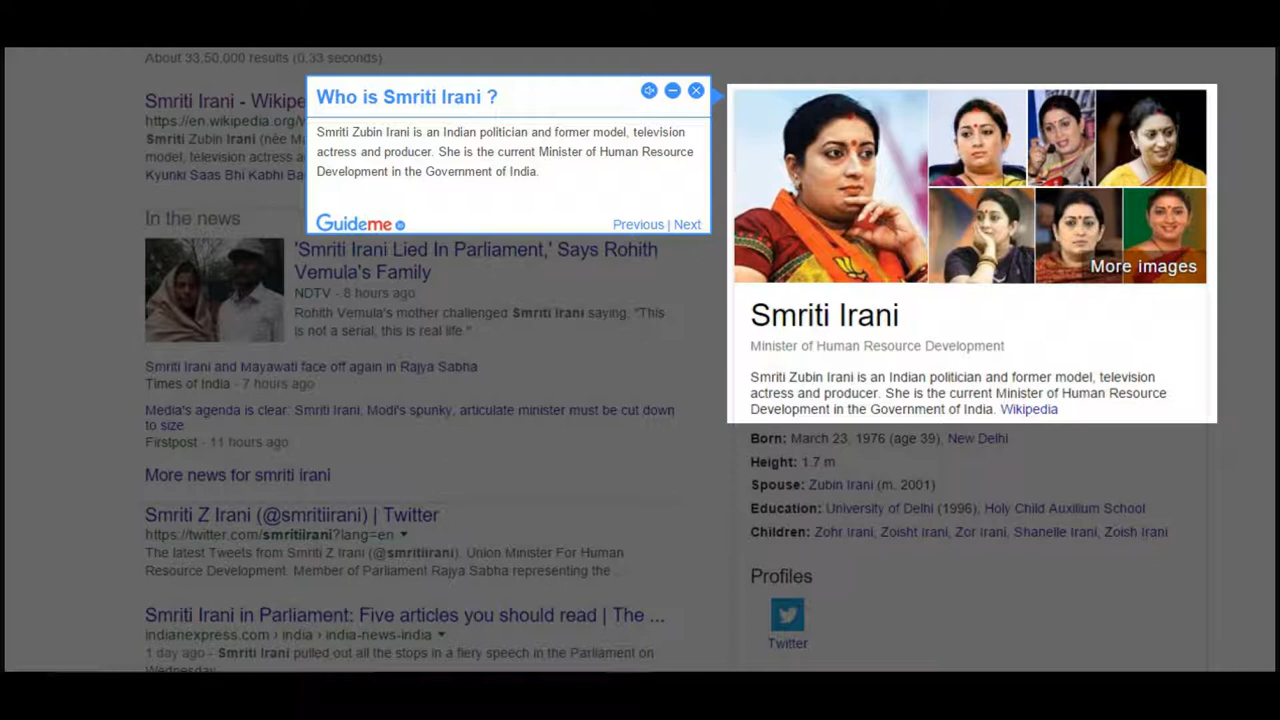 About 33,50,000 results (0.33 seconds)
Smriti Irani - Wikipe
https://en.wikipedia.org/
Smriti Zubin Irani (née Ma
model, television actress a
Kyunki Saas Bhi Kabhi Ba
Who is Smriti Irani ?
Smriti Zubin Irani is an Indian politician and former model, television
actress and producer. She is the current Minister of Human Resource
Development in the Government of India.
Guideme
Previous | Next
In the news
'Smriti Irani Lied In Parliament,' Says Rohith
Vemula's Family
NDTV - 8 hours ago
Rohith Vemula's mother challenged Smriti Irani saying, "This
is not a serial, this is real life."
Smriti Irani and Mayawati face off again in Rajya Sabha
Times of India - 7 hours ago
Media's agenda is clear: Smriti Irani, Modi's spunky, articulate minister must be cut down
to size
Firstpost - 11 hours ago
More news for smriti irani
Smriti Z Irani (@smritiirani) | Twitter
https://twitter.com/smritiirani?lang=en
The latest Tweets from Smriti Z Irani (@smritiirani). Union Minister For Human
Resource Development. Member of Parliament Rajya Sabha representing the ...
Smriti Irani in Parliament: Five articles you should read | The ...
indianexpress.com › india › india-news-india
1 day ago - Smriti Irani pulled out all the stops in a fiery speech in the Parliament on
Wednesday
More images
Smriti Irani
Minister of Human Resource Development
Smriti Zubin Irani is an Indian politician and former model, television
actress and producer. She is the current Minister of Human Resource
Development in the Government of India. Wikipedia
Born: March 23, 1976 (age 39), New Delhi
Height: 1.7 m
Spouse: Zubin Irani (m. 2001)
Education: University of Delhi (1996), Holy Child Auxilium School
Children: Zohr Irani, Zoisht Irani, Zor Irani, Shanelle Irani, Zoish Irani
Profiles
Twitter